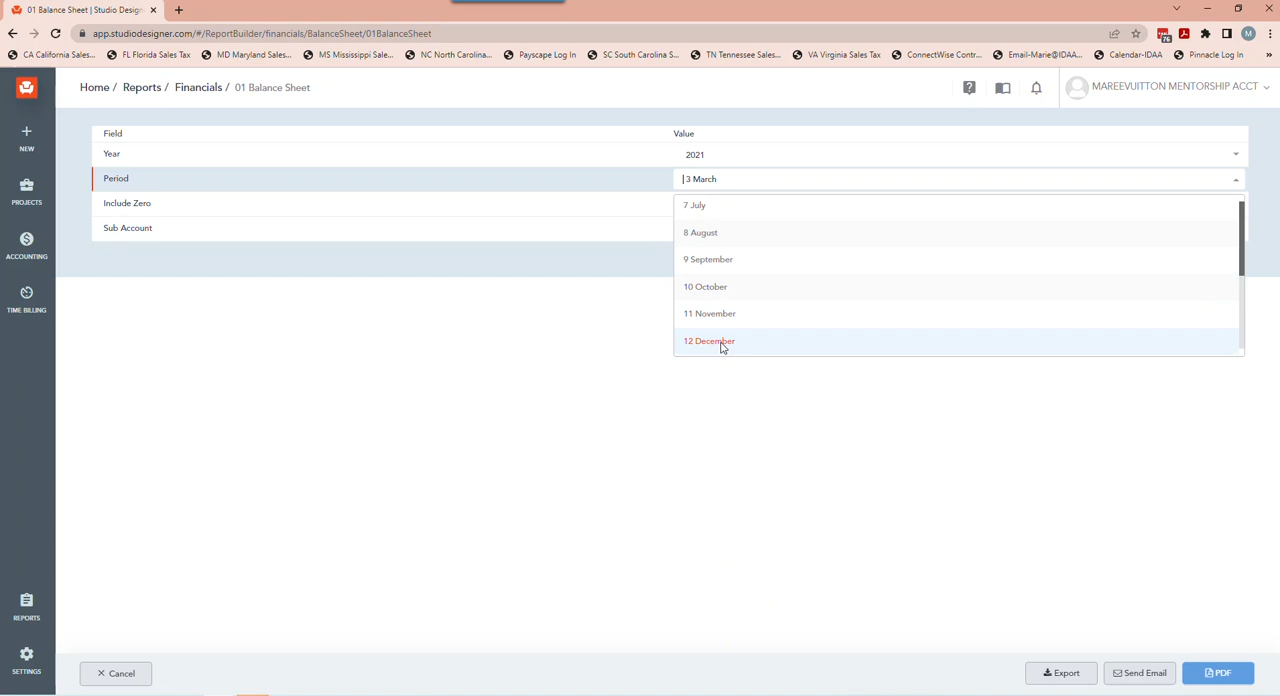 01 Balance Sheet | Studio Design
app.studiodesigner.com/#/ReportBuilder/financials/BalanceSheet/01BalanceSheet
76
M
CA California Sales...
FL Florida Sales Tax
MD Maryland Sales...
MS Mississippi Sale...
NC North Carolina...
Payscape Log In
SC South Carolina S...
TN Tennessee Sales...
VA Virginia Sales Tax
ConnectWise Contr...
Email-Marie@IDAA...
Calendar-IDAA
Pinnacle Log In
»
Home / Reports / Financials / 01 Balance Sheet
MAREEVUITTON MENTORSHIP ACCT
NEW
PROJECTS
ACCOUNTING
TIME BILLING
REPORTS
SETTINGS
Field Value
Year 2021
Period 3 March
Include Zero
Sub Account
7 July
8 August
9 September
10 October
11 November
12 December
Cancel
Export
Send Email
PDF